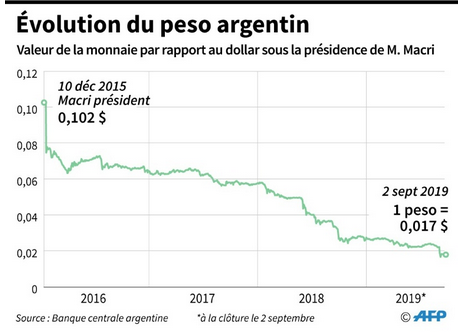 Évolution du peso argentin
Valeur de la monnaie par rapport au dollar sous la présidence de M. Macri
0,12
10 déc 2015
Macri président
0,102 $
0,10
0,08
0,06
2 sept 2019
1 peso =
0,017 $
0,04
0,02
0
2016 2017 2018 2019*
Source : Banque centrale argentine *à la clôture le 2 septembre © AFP